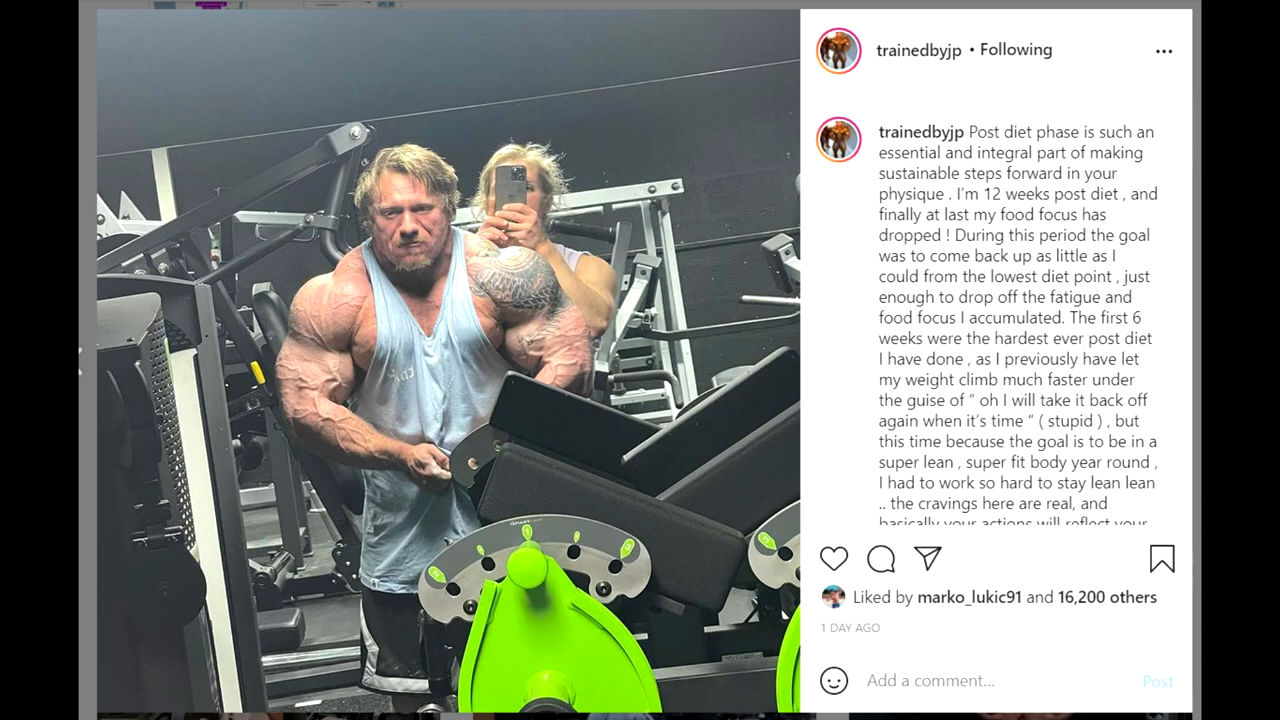 trainedbyjp • Following
trainedbyjp Post diet phase is such an
essential and integral part of making
sustainable steps forward in your
physique . I'm 12 weeks post diet , and
finally at last my food focus has
dropped ! During this period the goal
was to come back up as little as I
could from the lowest diet point , just
enough to drop off the fatigue and
food focus I accumulated. The first 6
weeks were the hardest ever post diet
I have done , as I previously have let
my weight climb much faster under
the guise of “ oh I will take it back off
again when it's time “ ( stupid ) , but
this time because the goal is to be in a
super lean , super fit body year round ,
I had to work so hard to stay lean lean
.. the cravings here are real, and
basically your actions will reflect your
Liked by marko_lukic91 and 16,200 others
1 DAY AGO
Add a comment...
Post